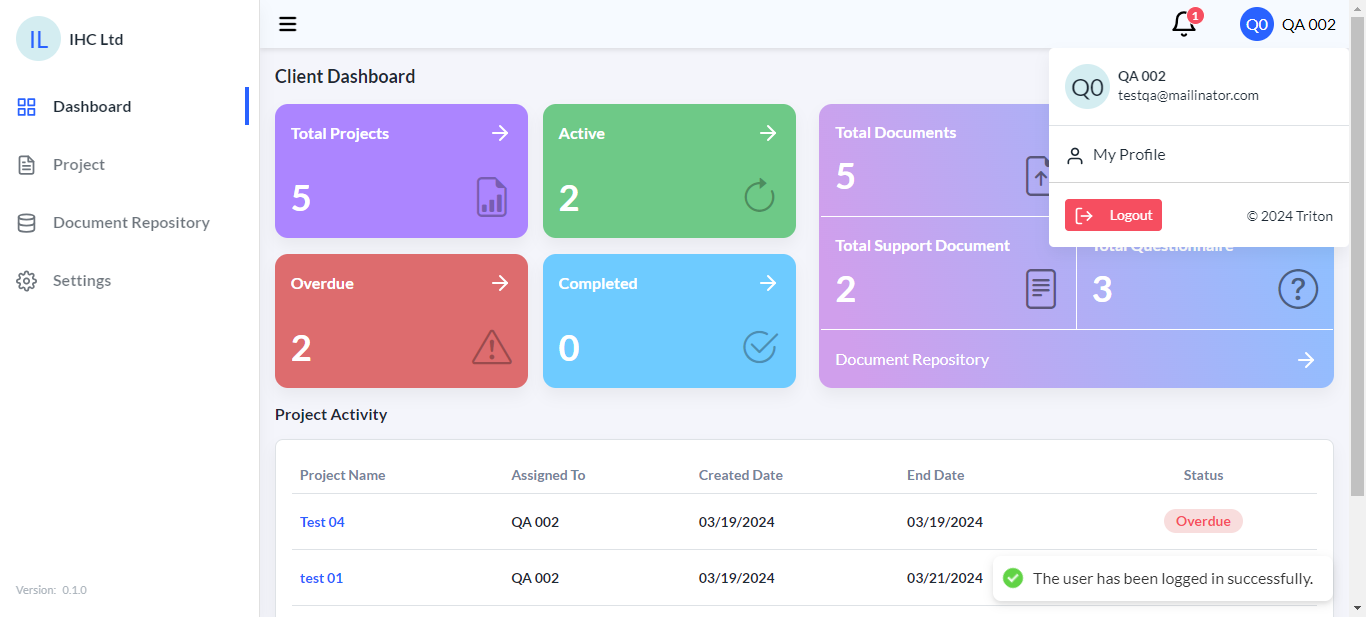 IL IHC Ltd
Dashboard
Project
Document Repository
Settings
Version: 0.1.0
1
Q0 QA 002
Q0 QA 002
testqa@mailinator.com
My Profile
Logout © 2024 Triton
Client Dashboard
Total Projects
5
Active
2
Overdue
2
Completed
0
Total Documents
5
Total Support Document
2
Total Questionnaire
3
Document Repository
Project Activity
Project Name Assigned To Created Date End Date Status
Test 04 QA 002 03/19/2024 03/19/2024 Overdue
test 01 QA 002 03/19/2024 03/21/2024
The user has been logged in successfully.